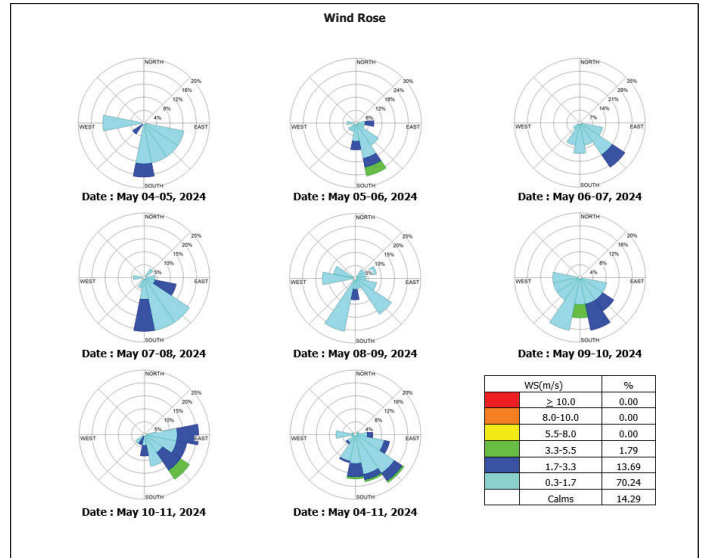 Wind Rose
NORTH
20%
16%
12%
8%
4%
WEST
EAST
SOUTH
Date : May 04-05, 2024
NORTH
30%
24%
18%
12%
6%
WEST
EAST
SOUTH
Date : May 05-06, 2024
NORTH
35%
28%
21%
14%
7%
WEST
EAST
SOUTH
Date : May 06-07, 2024
NORTH
25%
20%
15%
10%
5%
WEST
EAST
SOUTH
Date : May 07-08, 2024
NORTH
25%
20%
15%
10%
5%
WEST
EAST
SOUTH
Date : May 08-09, 2024
NORTH
20%
16%
12%
8%
4%
WEST
EAST
SOUTH
Date : May 09-10, 2024
NORTH
25%
20%
15%
10%
5%
WEST
EAST
SOUTH
Date : May 10-11, 2024
NORTH
20%
16%
12%
8%
4%
WEST
EAST
SOUTH
Date : May 04-11, 2024
WS(m/s) %
≥ 10.0 0.00
8.0-10.0 0.00
5.5-8.0 0.00
3.3-5.5 1.79
1.7-3.3 13.69
0.3-1.7 70.24
Calms 14.29